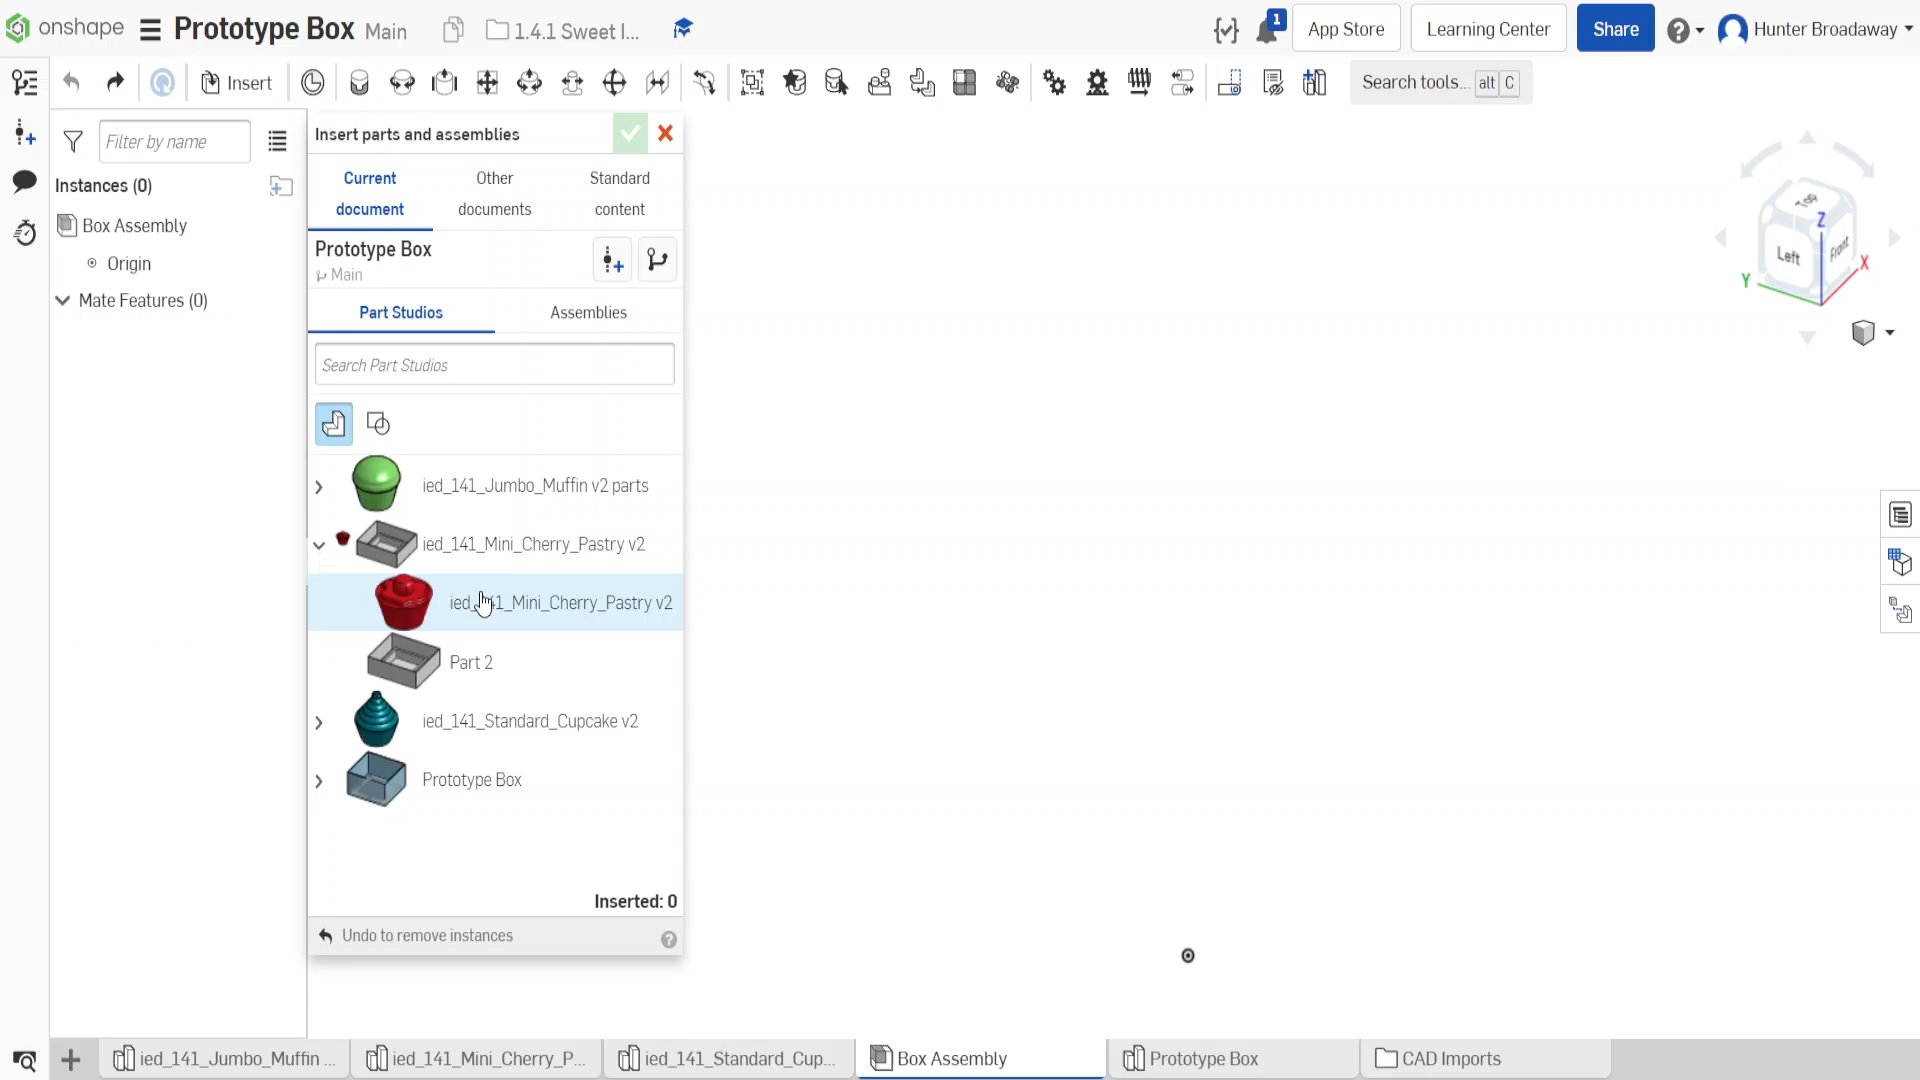 onshape Prototype Box Main 1.4.1 Sweet I... 1 App Store Learning Center Share Hunter Broadaway
Insert Search tools... alt C
Filter by name
Instances (0)
Box Assembly
Origin
Mate Features (0)
Insert parts and assemblies
Current document
Other documents
Standard content
Prototype Box
Main
Part Studios Assemblies
Search Part Studios
ied_141_Jumbo_Muffin v2 parts
ied_141_Mini_Cherry_Pastry v2
ied_141_Mini_Cherry_Pastry v2
Part 2
ied_141_Standard_Cupcake v2
Prototype Box
Inserted: 0
Undo to remove instances
Top
Left
Front
Z
X
Y
ied_141_Jumbo_Muffin ... ied_141_Mini_Cherry_P... ied_141_Standard_Cup... Box Assembly Prototype Box CAD Imports